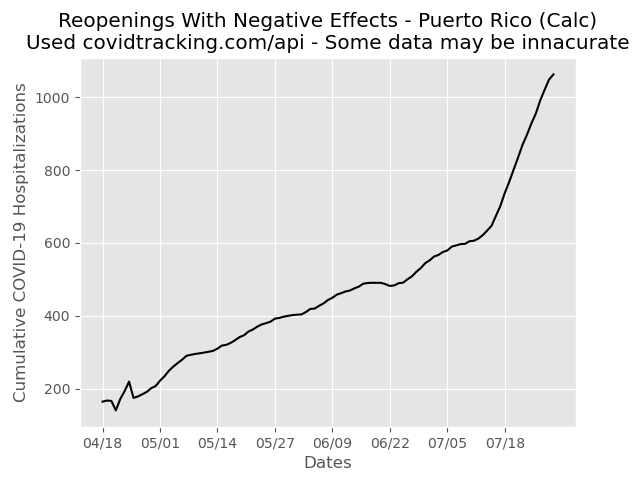 Reopenings With Negative Effects - Puerto Rico (Calc)
Used covidtracking.com/api - Some data may be innacurate
Cumulative COVID-19 Hospitalizations
1000
800
600
400
200
04/18 05/01 05/14 05/27 06/09 06/22 07/05 07/18
Dates